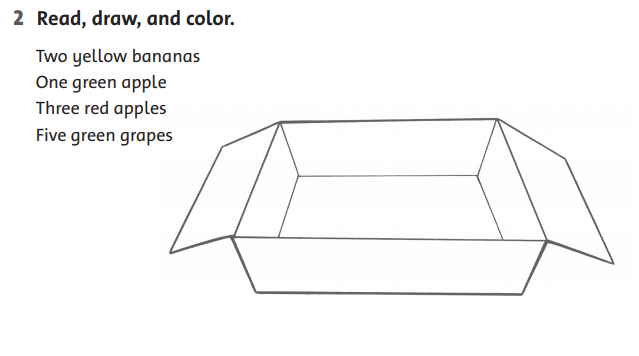 2 Read, draw, and color.
Two yellow bananas
One green apple
Three red apples
Five green grapes